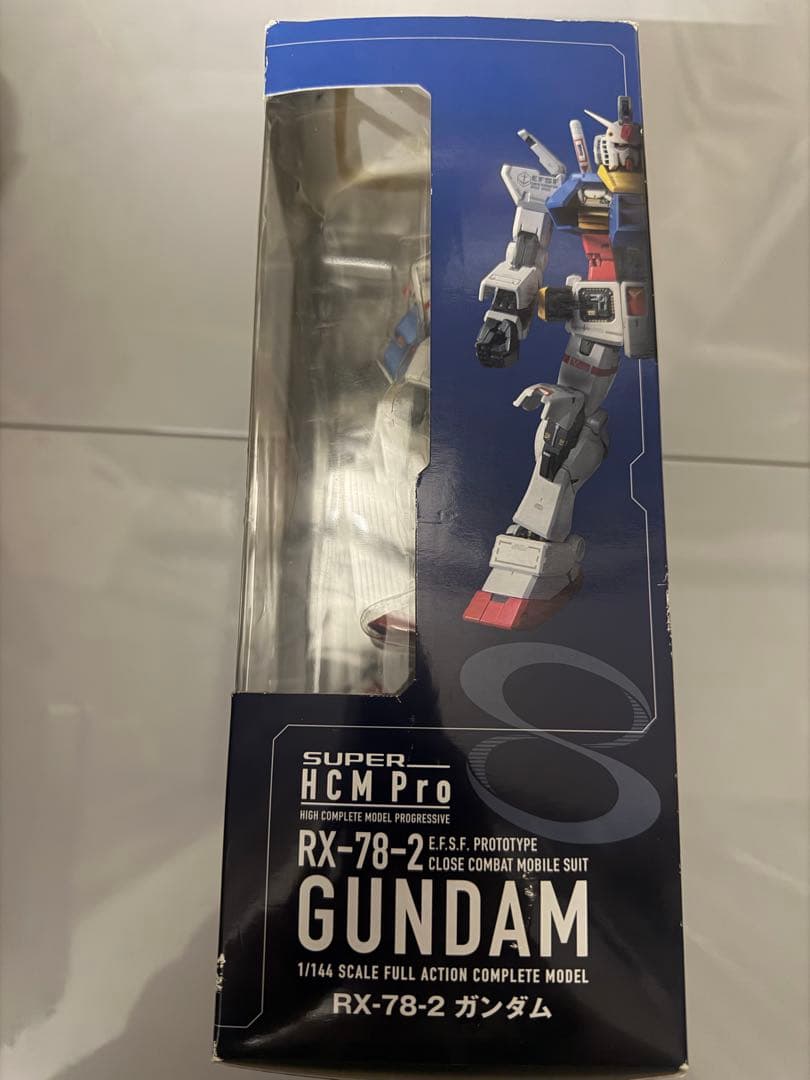 EFSF
SUPER
HCM Pro
HIGH COMPLETE MODEL PROGRESSIVE
RX-78-2 E.F.S.F. PROTOTYPE
CLOSE COMBAT MOBILE SUIT
GUNDAM
1/144 SCALE FULL ACTION COMPLETE MODEL
RX-78-2 ガンダム